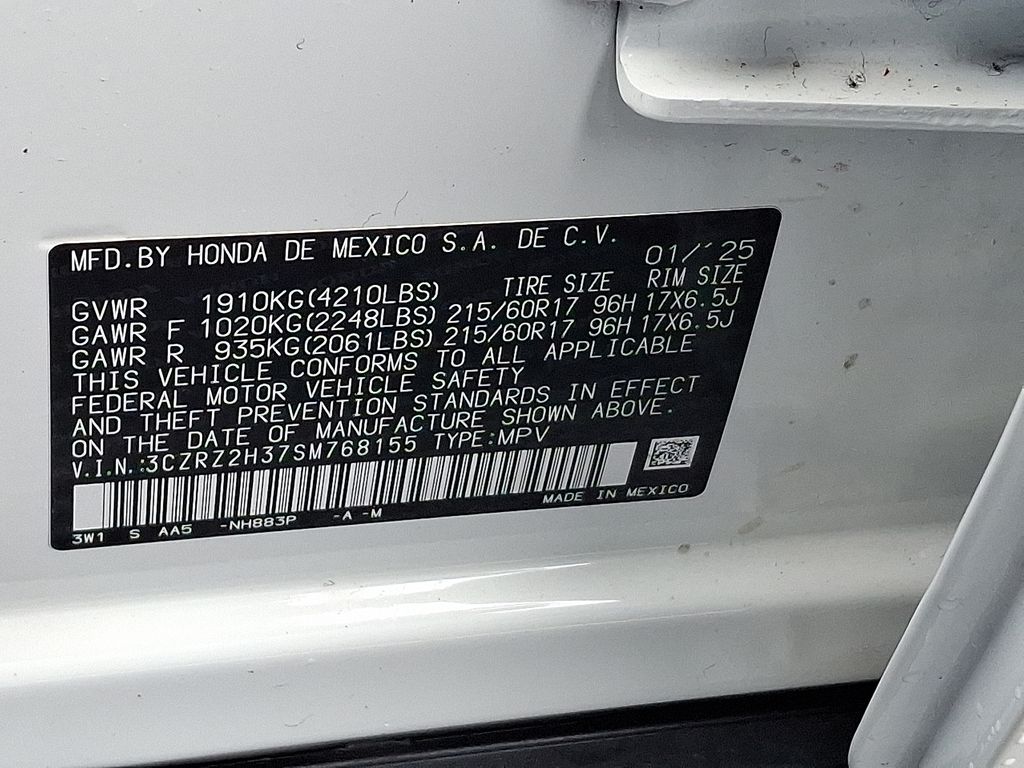 MFD.BY HONDA DE MEXICO S.A. DE C.V. 01/'25
TIRE SIZE RIM SIZE
GVWR 1910KG(4210LBS)
GAWR F 1020KG(2248LBS) 215/60R17 96H 17X6.5J
GAWR R 935KG(2061LBS) 215/60R17 96H 17X6.5J
THIS VEHICLE CONFORMS TO ALL APPLICABLE
FEDERAL MOTOR VEHICLE SAFETY
AND THEFT PREVENTION STANDARDS IN EFFECT
ON THE DATE OF MANUFACTURE SHOWN ABOVE.
V.I.N.:3CZRZ2H37SM768155 TYPE:MPV
MADE IN MEXICO
3W1 S AA5 -NH883P -A -M